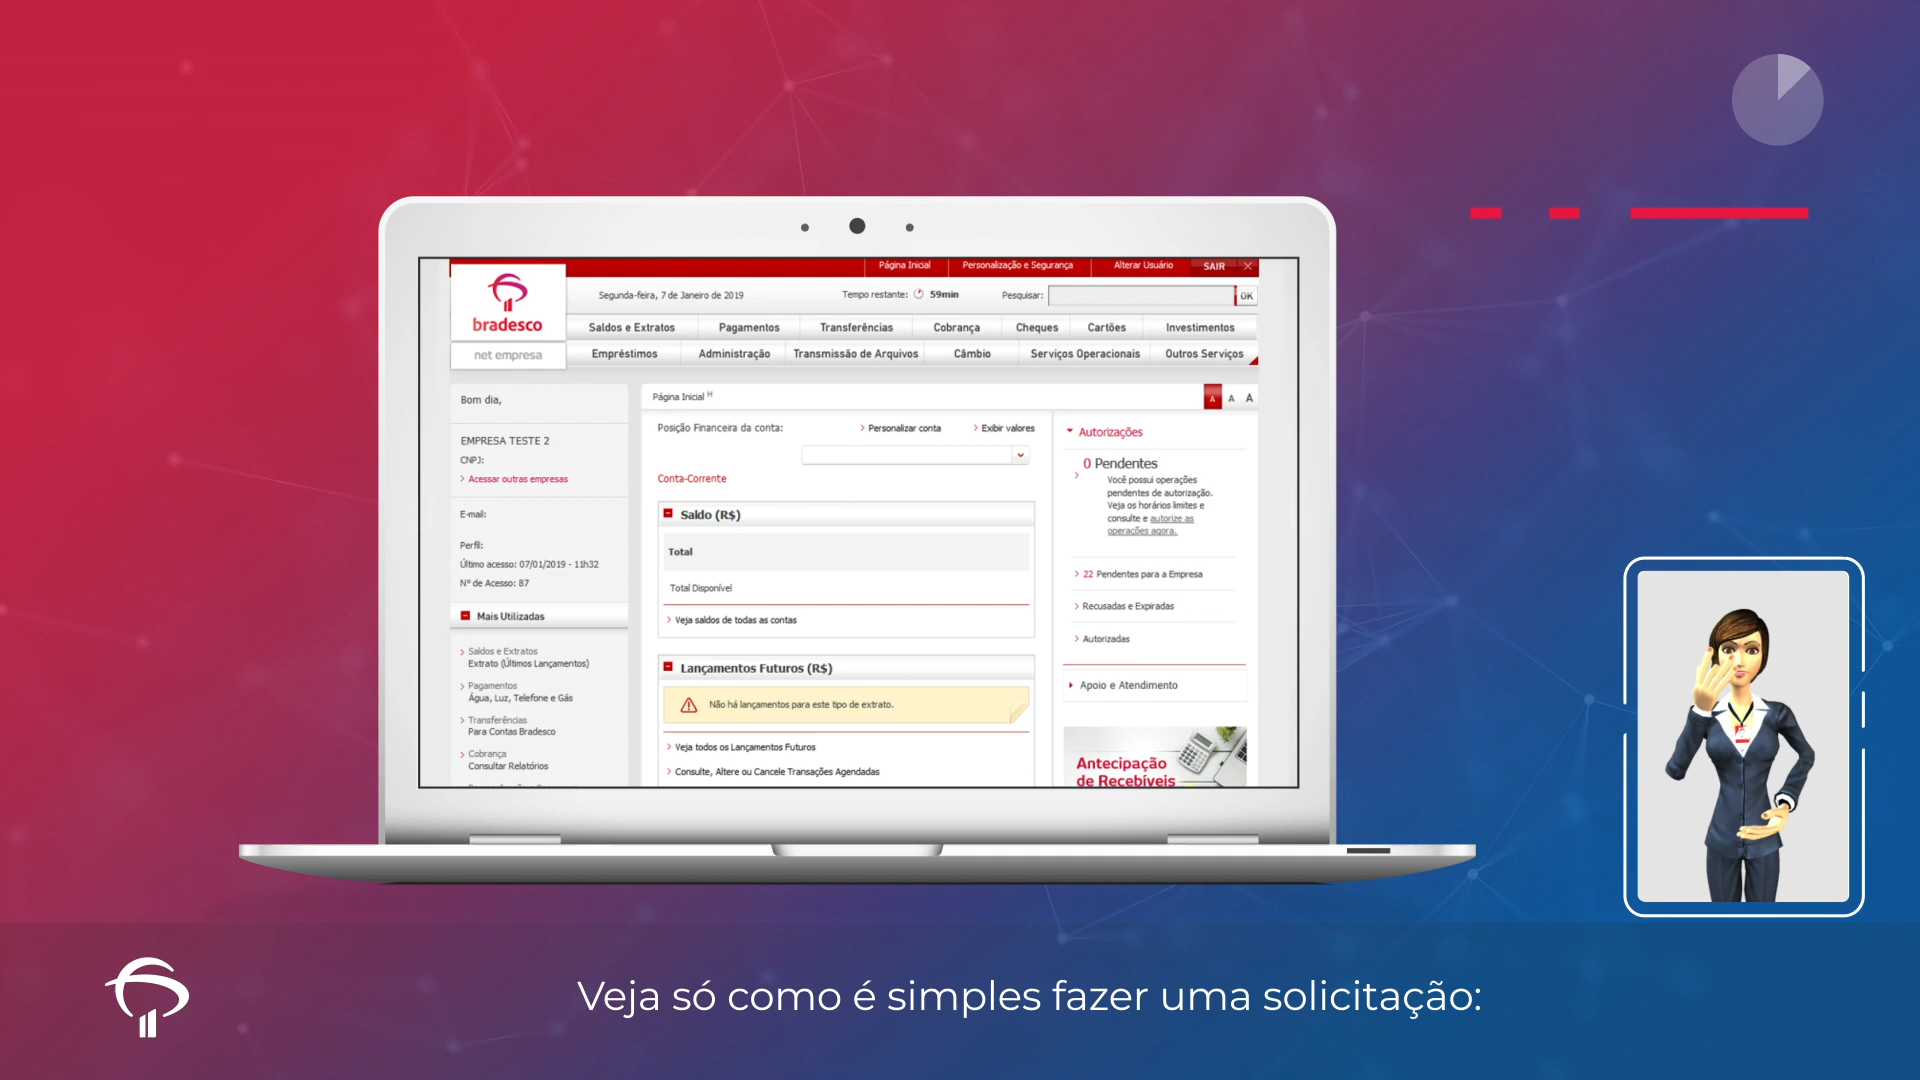 Página Inicial
Personalização e Segurança
Alterar Usuário
SAIR
bradesco
net empresa
Segunda-feira, 7 de Janeiro de 2019
Tempo restante: 59min
Pesquisar:
OK
Saldos e Extratos
Pagamentos
Transferências
Cobrança
Cheques
Cartões
Investimentos
Empréstimos
Administração
Transmissão de Arquivos
Câmbio
Serviços Operacionais
Outros Serviços
Bom dia,
EMPRESA TESTE 2
CNPJ:
Acessar outras empresas
E-mail:
Perfil:
Último acesso: 07/01/2019 - 11h32
Nº de Acesso: 87
Mais Utilizadas
Saldos e Extratos
Extrato (Últimos Lançamentos)
Pagamentos
Água, Luz, Telefone e Gás
Transferências
Para Contas Bradesco
Cobrança
Consultar Relatórios
Página Inicial H
A A A
Posição Financeira da conta:
Personalizar conta
Exibir valores
Conta-Corrente
Saldo (R$)
Total
Total Disponível
Veja saldos de todas as contas
Lançamentos Futuros (R$)
Não há lançamentos para este tipo de extrato.
Veja todos os Lançamentos Futuros
Consulte, Altere ou Cancele Transações Agendadas
Autorizações
0 Pendentes
Você possui operações
pendentes de autorização.
Veja os horários limites e
consulte e autorize as
operações agora.
22 Pendentes para a Empresa
Recusadas e Expiradas
Autorizadas
Apoio e Atendimento
Antecipação
de Recebíveis
Veja só como é simples fazer uma solicitação: